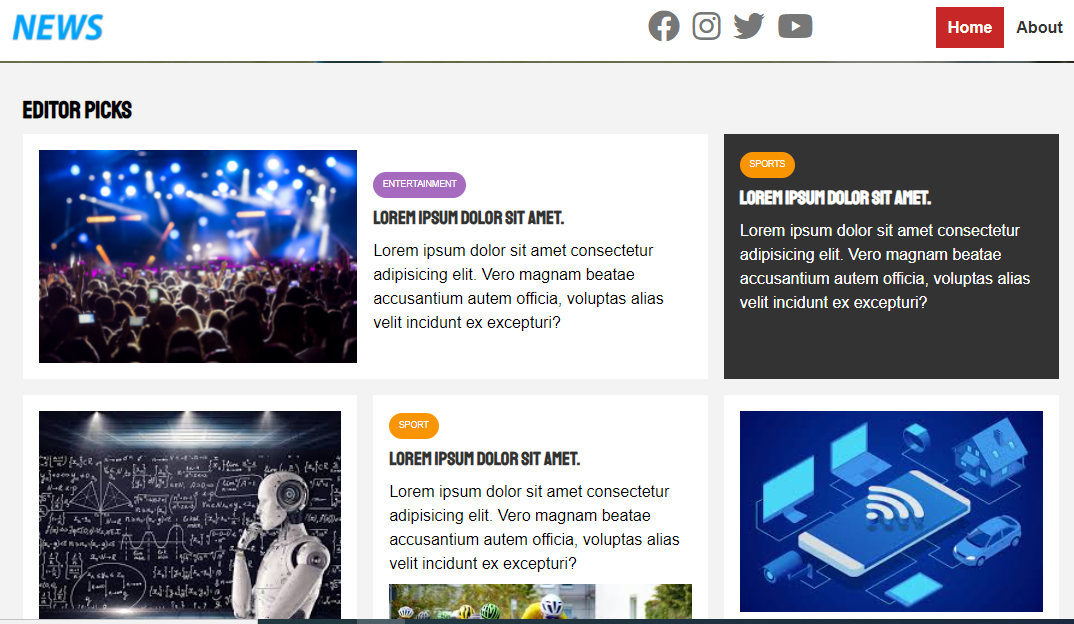 NEWS
Home
About
EDITOR PICKS
ENTERTAINMENT
LOREM IPSUM DOLOR SIT AMET.
Lorem ipsum dolor sit amet consectetur
adipisicing elit. Vero magnam beatae
accusantium autem officia, voluptas alias
velit incidunt ex excepturi?
SPORTS
LOREM IPSUM DOLOR SIT AMET.
Lorem ipsum dolor sit amet consectetur
adipisicing elit. Vero magnam beatae
accusantium autem officia, voluptas alias
velit incidunt ex excepturi?
SPORT
LOREM IPSUM DOLOR SIT AMET.
Lorem ipsum dolor sit amet consectetur
adipisicing elit. Vero magnam beatae
accusantium autem officia, voluptas alias
velit incidunt ex excepturi?